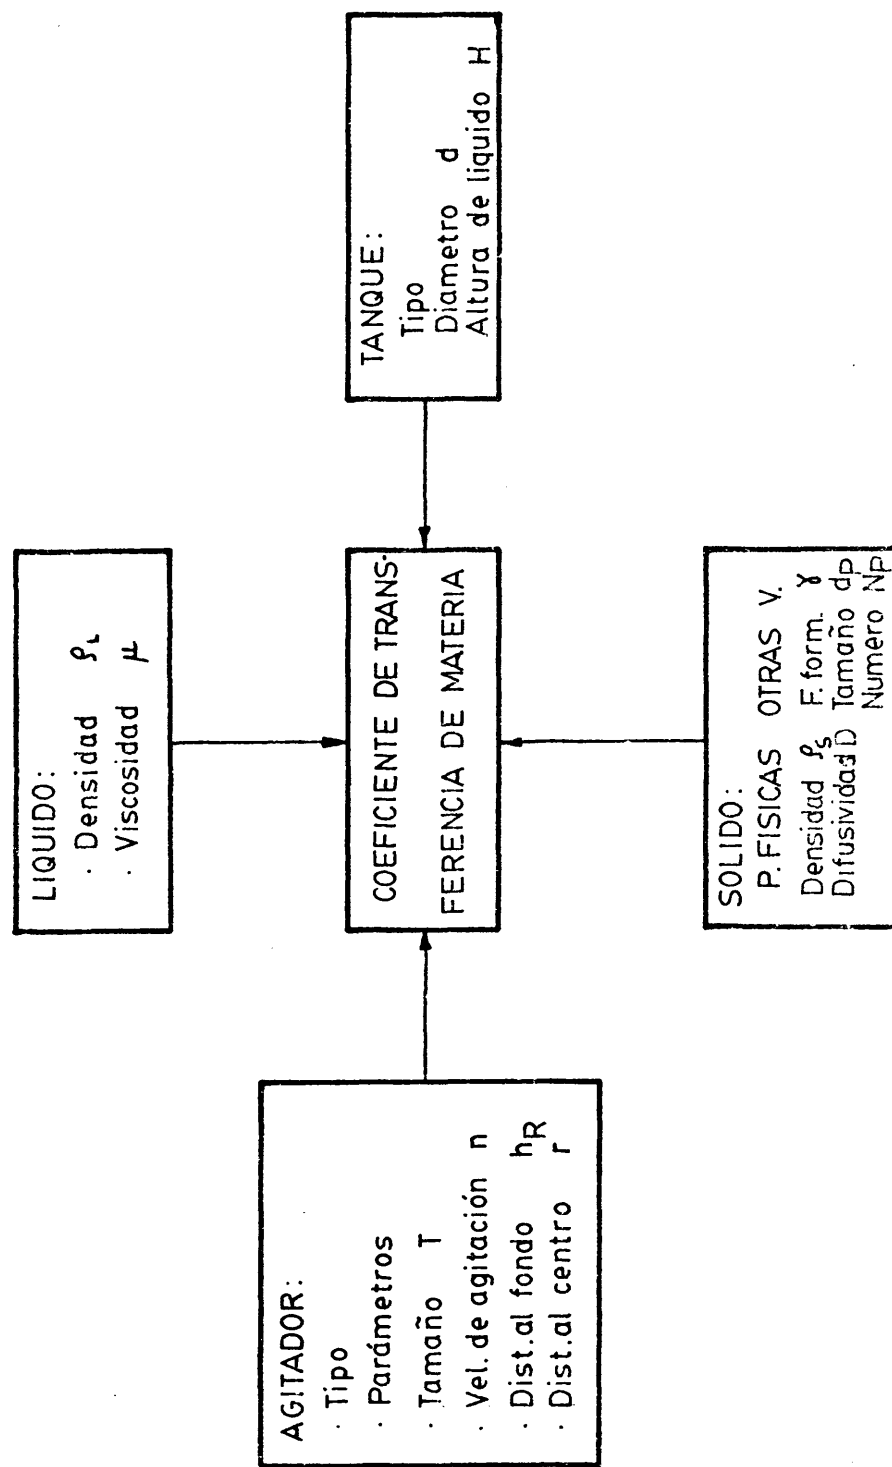 LIQUIDO:
· Densidad ρL
· Viscosidad μ
AGITADOR:
· Tipo
· Parámetros
· Tamaño T
· Vel. de agitación n
· Dist. al fondo hR
· Dist. al centro r
COEFICIENTE DE TRANS-
FERENCIA DE MATERIA
TANQUE:
Tipo
Diametro d
Altura de liquido H
SOLIDO:
P. FISICAS OTRAS V.
Densidad ρs F. form. γ
Difusividad D Tamaño dp
Numero Np